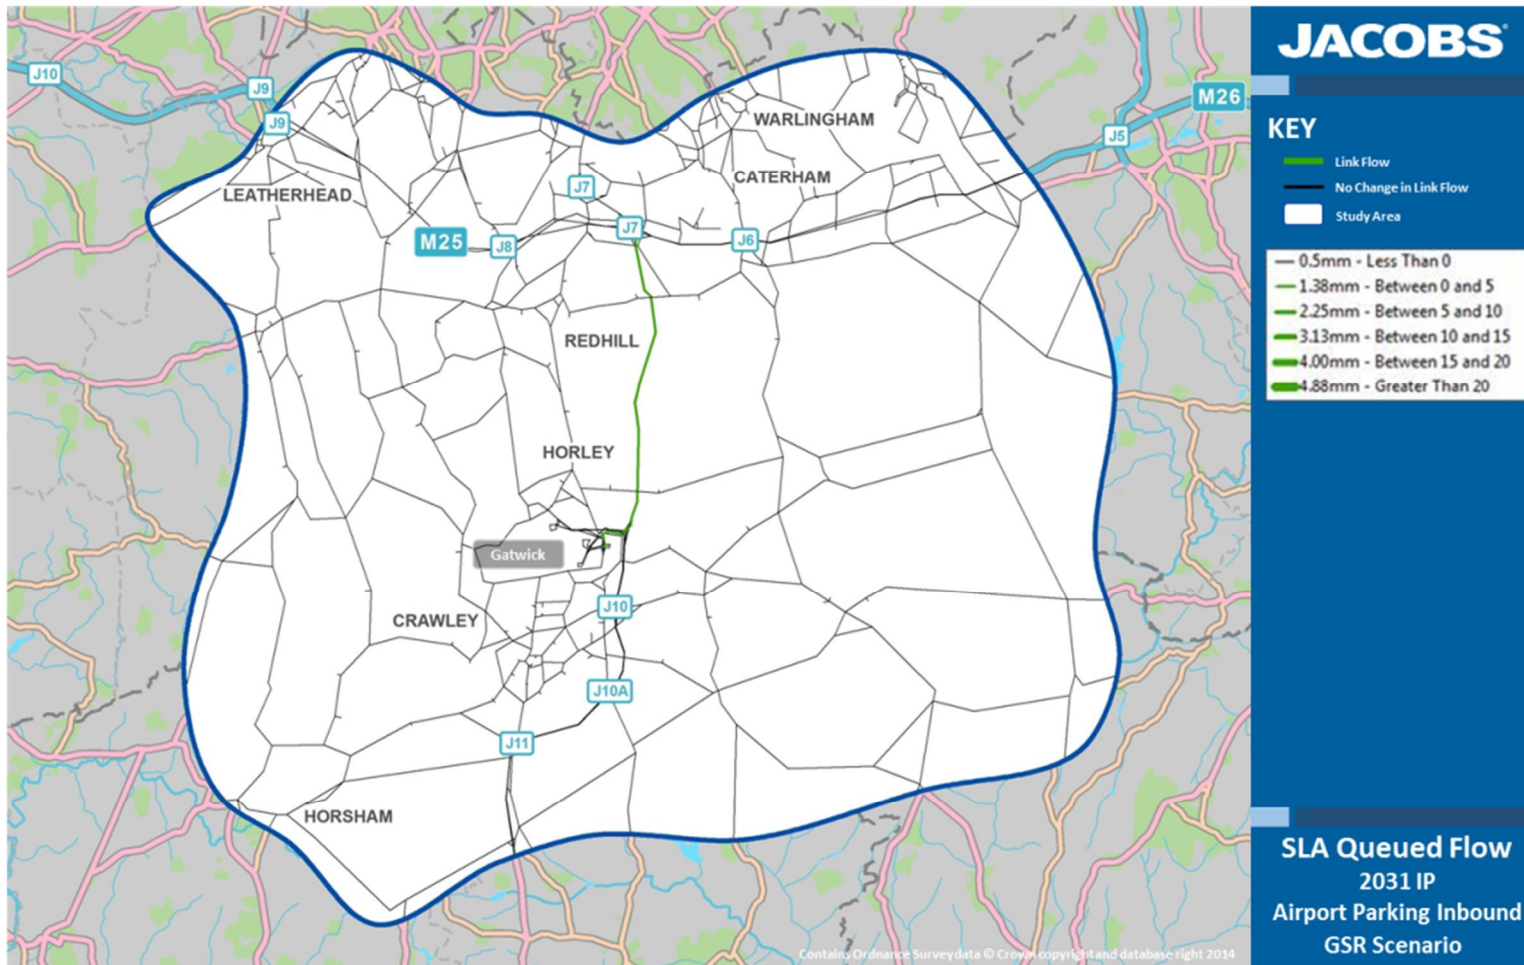 J10
J9
J9
LEATHERHEAD
WARLINGHAM
CATERHAM
J7
J7
M25
J8
J6
J5
M26
REDHILL
HORLEY
Gatwick
CRAWLEY
J10
J10A
J11
HORSHAM
Contains Ordnance Survey data © Crown copyright and database right 2014
JACOBS
KEY
Link Flow
No Change in Link Flow
Study Area
0.5mm - Less Than 0
1.38mm - Between 0 and 5
2.25mm - Between 5 and 10
3.13mm - Between 10 and 15
4.00mm - Between 15 and 20
4.88mm - Greater Than 20
SLA Queued Flow
2031 IP
Airport Parking Inbound
GSR Scenario